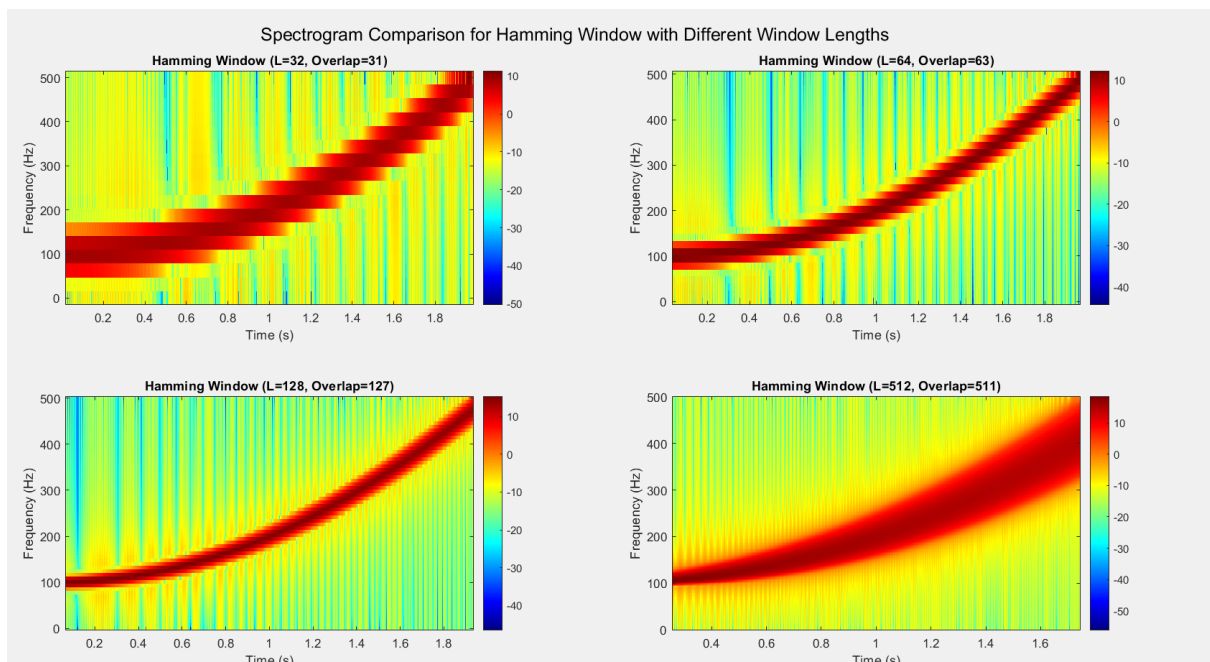 Spectrogram Comparison for Hamming Window with Different Window Lengths
Hamming Window (L=32, Overlap=31)
500
400
300
200
100
0
Frequency (Hz)
0.2 0.4 0.6 0.8 1 1.2 1.4 1.6 1.8
Time (s)
10
0
-10
-20
-30
-40
-50
Hamming Window (L=64, Overlap=63)
500
400
300
200
100
0
Frequency (Hz)
0.2 0.4 0.6 0.8 1 1.2 1.4 1.6 1.8
Time (s)
10
0
-10
-20
-30
-40
Hamming Window (L=128, Overlap=127)
500
400
300
200
100
0
Frequency (Hz)
0.2 0.4 0.6 0.8 1 1.2 1.4 1.6 1.8
Time (s)
10
0
-10
-20
-30
-40
Hamming Window (L=512, Overlap=511)
500
400
300
200
100
0
Frequency (Hz)
0.4 0.6 0.8 1 1.2 1.4 1.6
Time (s)
10
0
-10
-20
-30
-40
-50